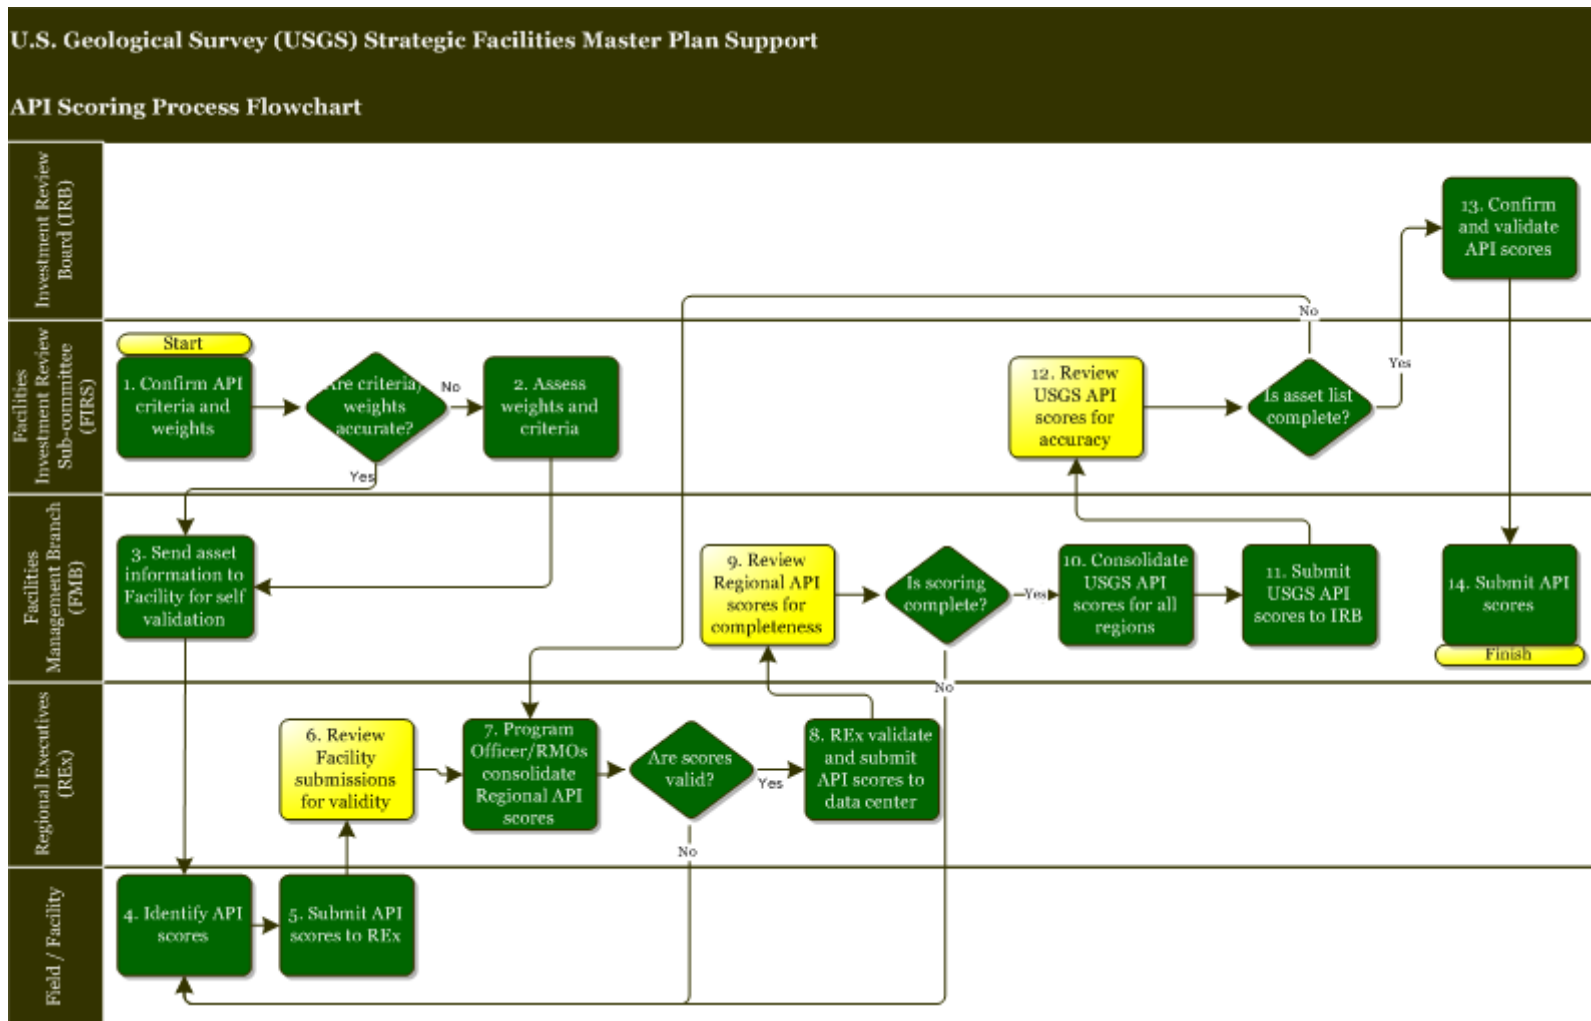 U.S. Geological Survey (USGS) Strategic Facilities Master Plan Support
API Scoring Process Flowchart
Investment Review
Board (IRB)
13. Confirm
and validate
API scores
No
Facilities
Investment Review
Sub-committee
(FIRS)
Start
1. Confirm API
criteria and
weights
Are criteria,
weights
accurate?
No
Yes
2. Assess
weights and
criteria
12. Review
USGS API
scores for
accuracy
Is asset list
complete?
Yes
Facilities
Management Branch
(FMB)
3. Send asset
information to
Facility for self
validation
9. Review
Regional API
scores for
completeness
Is scoring
complete?
Yes
No
10. Consolidate
USGS API
scores for all
regions
11. Submit
USGS API
scores to IRB
14. Submit API
scores
Finish
Regional Executives
(REx)
6. Review
Facility
submissions
for validity
7. Program
Officer/RMOs
consolidate
Regional API
scores
Are scores
valid?
Yes
No
8. REx validate
and submit
API scores to
data center
Field / Facility
4. Identify API
scores
5. Submit API
scores to REx